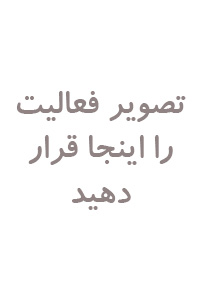 تصویر فعالیت
را اینجا قرار
دهید